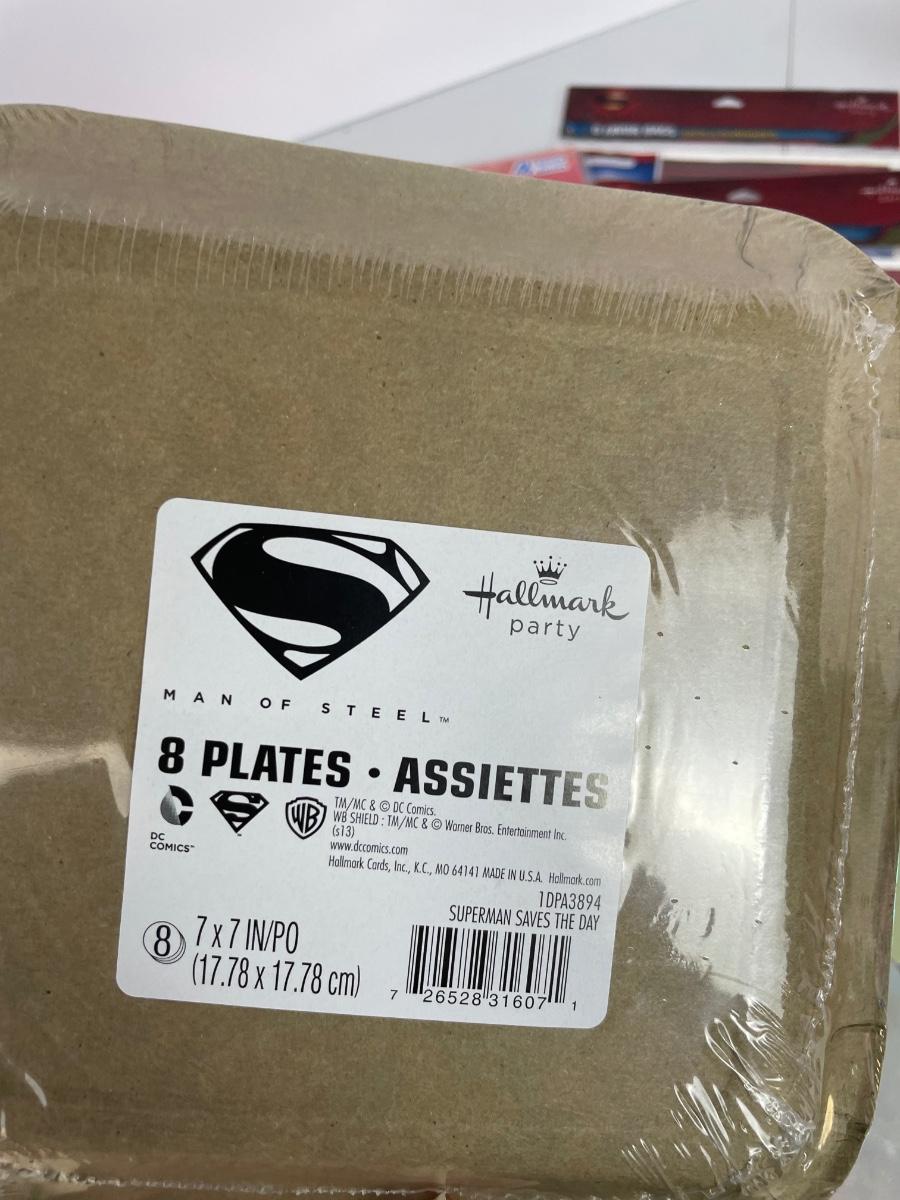 Hallmark
Hallmark
party
MAN OF STEEL™
8 PLATES • ASSIETTES
DC
COMICS™
WB
TM/MC & © DC Comics.
WB SHIELD : TM/MC & © Warner Bros. Entertainment Inc.
(s13)
www.dccomics.com
Hallmark Cards, Inc., K.C., MO 64141 MADE IN U.S.A. Hallmark.com
1DPA3894
SUPERMAN SAVES THE DAY
8
7 x 7 IN/PO
(17.78 x 17.78 cm)
7 26528 31607 1